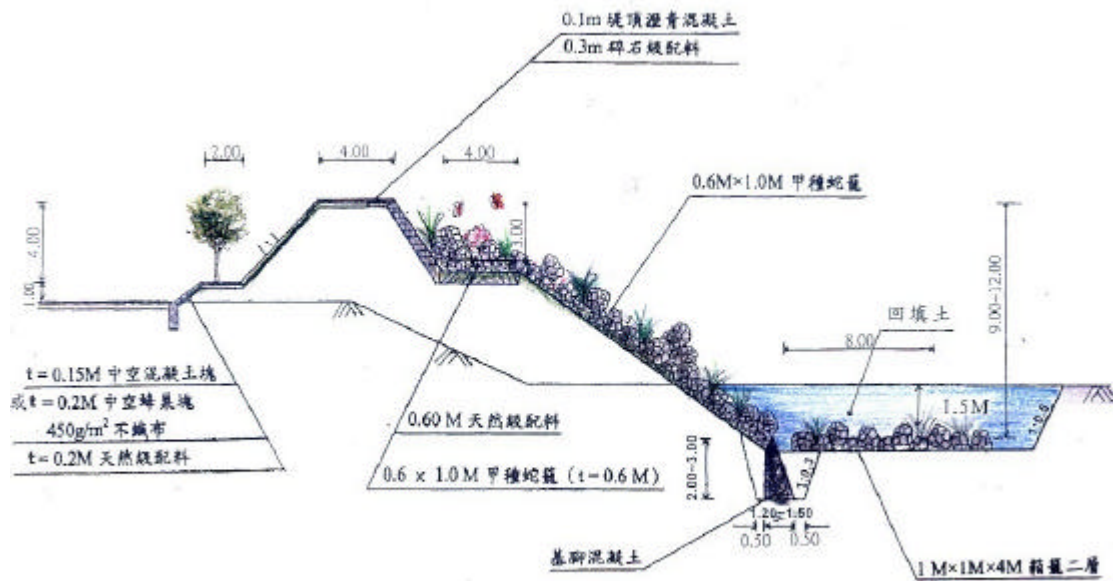 0.1m 堤頂瀝青混凝土
0.3m 碎石級配料
2.00
4.00
4.00
0.6M×1.0M 甲種蛇籠
4.00
1:1
3.00
1.00
9.00~12.00
回填土
8.00
1.5M
t=0.15M 中空混凝土塊
或t=0.2M 中空蜂巢塊
450g/m² 不織布
t=0.2M 天然級配料
0.60 M 天然級配料
0.6 x 1.0 M 甲種蛇籠 (t=0.6 M)
2.00~3.00
1:0.3
1.20~1.50
0.50
0.50
基腳混凝土
1 M×1M×4M 箱籠二層